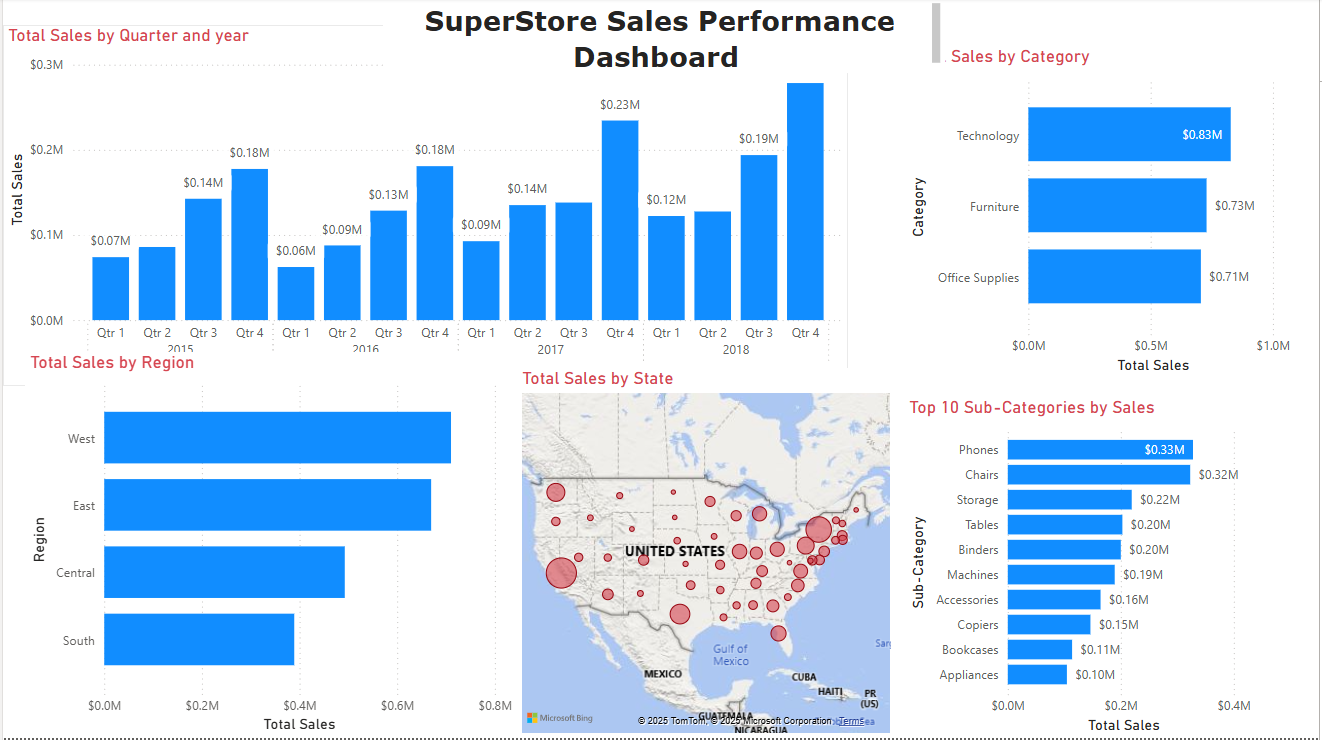 SuperStore Sales Performance
Dashboard
Total Sales by Quarter and year
$0.3M
$0.2M
$0.1M
$0.0M
Total Sales
$0.07M
$0.14M
$0.18M
$0.06M
$0.09M
$0.13M
$0.18M
$0.09M
$0.14M
$0.23M
$0.12M
$0.19M
Qtr 1 Qtr 2 Qtr 3 Qtr 4 Qtr 1 Qtr 2 Qtr 3 Qtr 4 Qtr 1 Qtr 2 Qtr 3 Qtr 4 Qtr 1 Qtr 2 Qtr 3 Qtr 4
2015 2016 2017 2018
Sales by Category
Category
Technology $0.83M
Furniture $0.73M
Office Supplies $0.71M
$0.0M $0.5M $1.0M
Total Sales
Total Sales by Region
Region
West
East
Central
South
$0.0M $0.2M $0.4M $0.6M $0.8M
Total Sales
Total Sales by State
UNITED STATES
Gulf of
Mexico
MEXICO
CUBA
HAITI
PR
(US)
GUATEMALA
NICARAGUA
Sarg
Microsoft Bing
© 2025 TomTom, © 2025 Microsoft Corporation Terms
Top 10 Sub-Categories by Sales
Sub-Category
Phones $0.33M
Chairs $0.32M
Storage $0.22M
Tables $0.20M
Binders $0.20M
Machines $0.19M
Accessories $0.16M
Copiers $0.15M
Bookcases $0.11M
Appliances $0.10M
$0.0M $0.2M $0.4M
Total Sales